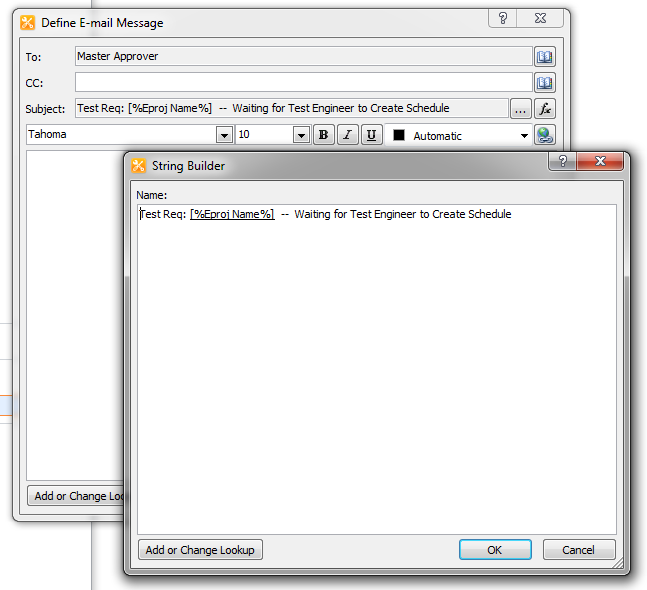 Define E-mail Message
To: Master Approver
CC:
Subject: Test Req: [%Eproj Name%]  --  Waiting for Test Engineer to Create Schedule ... fx
Tahoma 10 B I U Automatic
String Builder
Name:
Test Req: [%Eproj Name%]  --  Waiting for Test Engineer to Create Schedule
Add or Change Loo
Add or Change Lookup OK Cancel